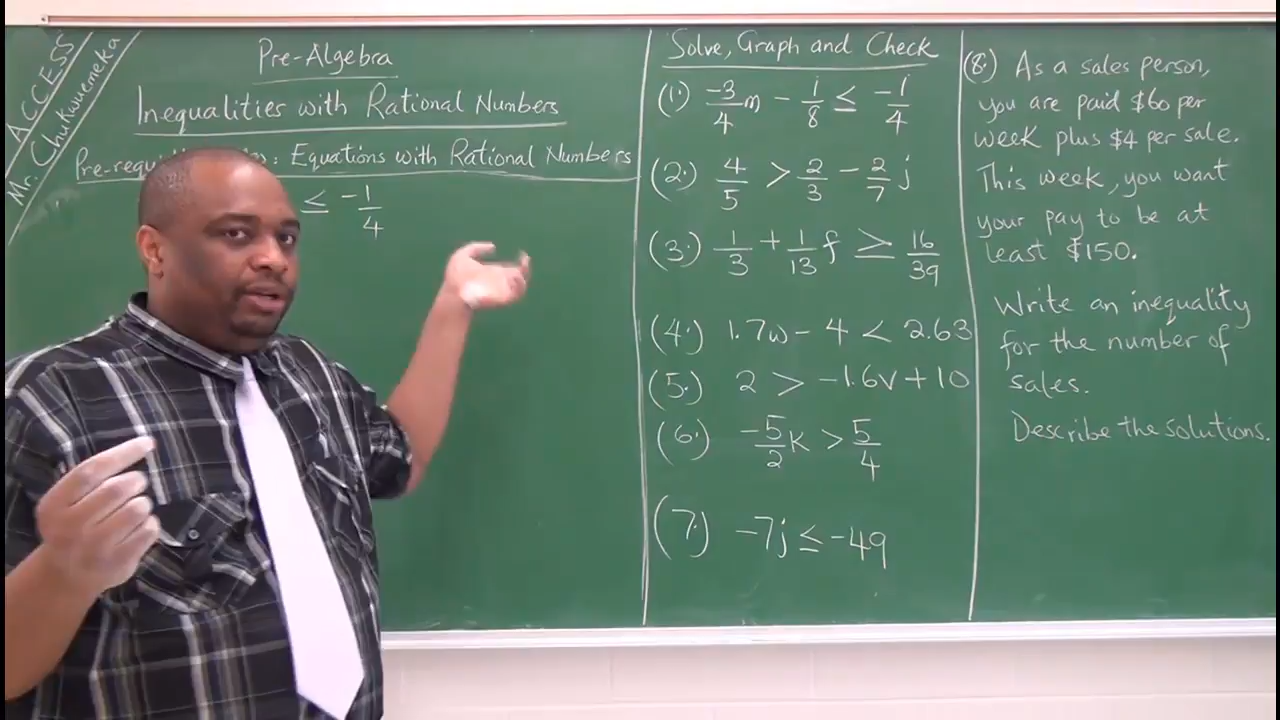 ACCESS
Mr. Chukwuemeka
Pre-Algebra
Inequalities with Rational Numbers
: Equations with Rational Numbers
≤ -1/4
Solve, Graph and Check
(1.) -3/4 m - 1/8 ≤ -1/4
(2.) 4/5 > 2/3 - 2/7 j
(3.) 1/3 + 1/13 f ≥ 16/39
(4.) 1.7w - 4 < 2.63
(5.) 2 > -1.6v + 10
(6.) -5/2 k > 5/4
(7.) -7j ≤ -49
(8.) As a sales person,
you are paid $60 per
week plus $4 per sale.
This week, you want
your pay to be at
least $150.
Write an inequality
for the number of
sales.
Describe the solutions.